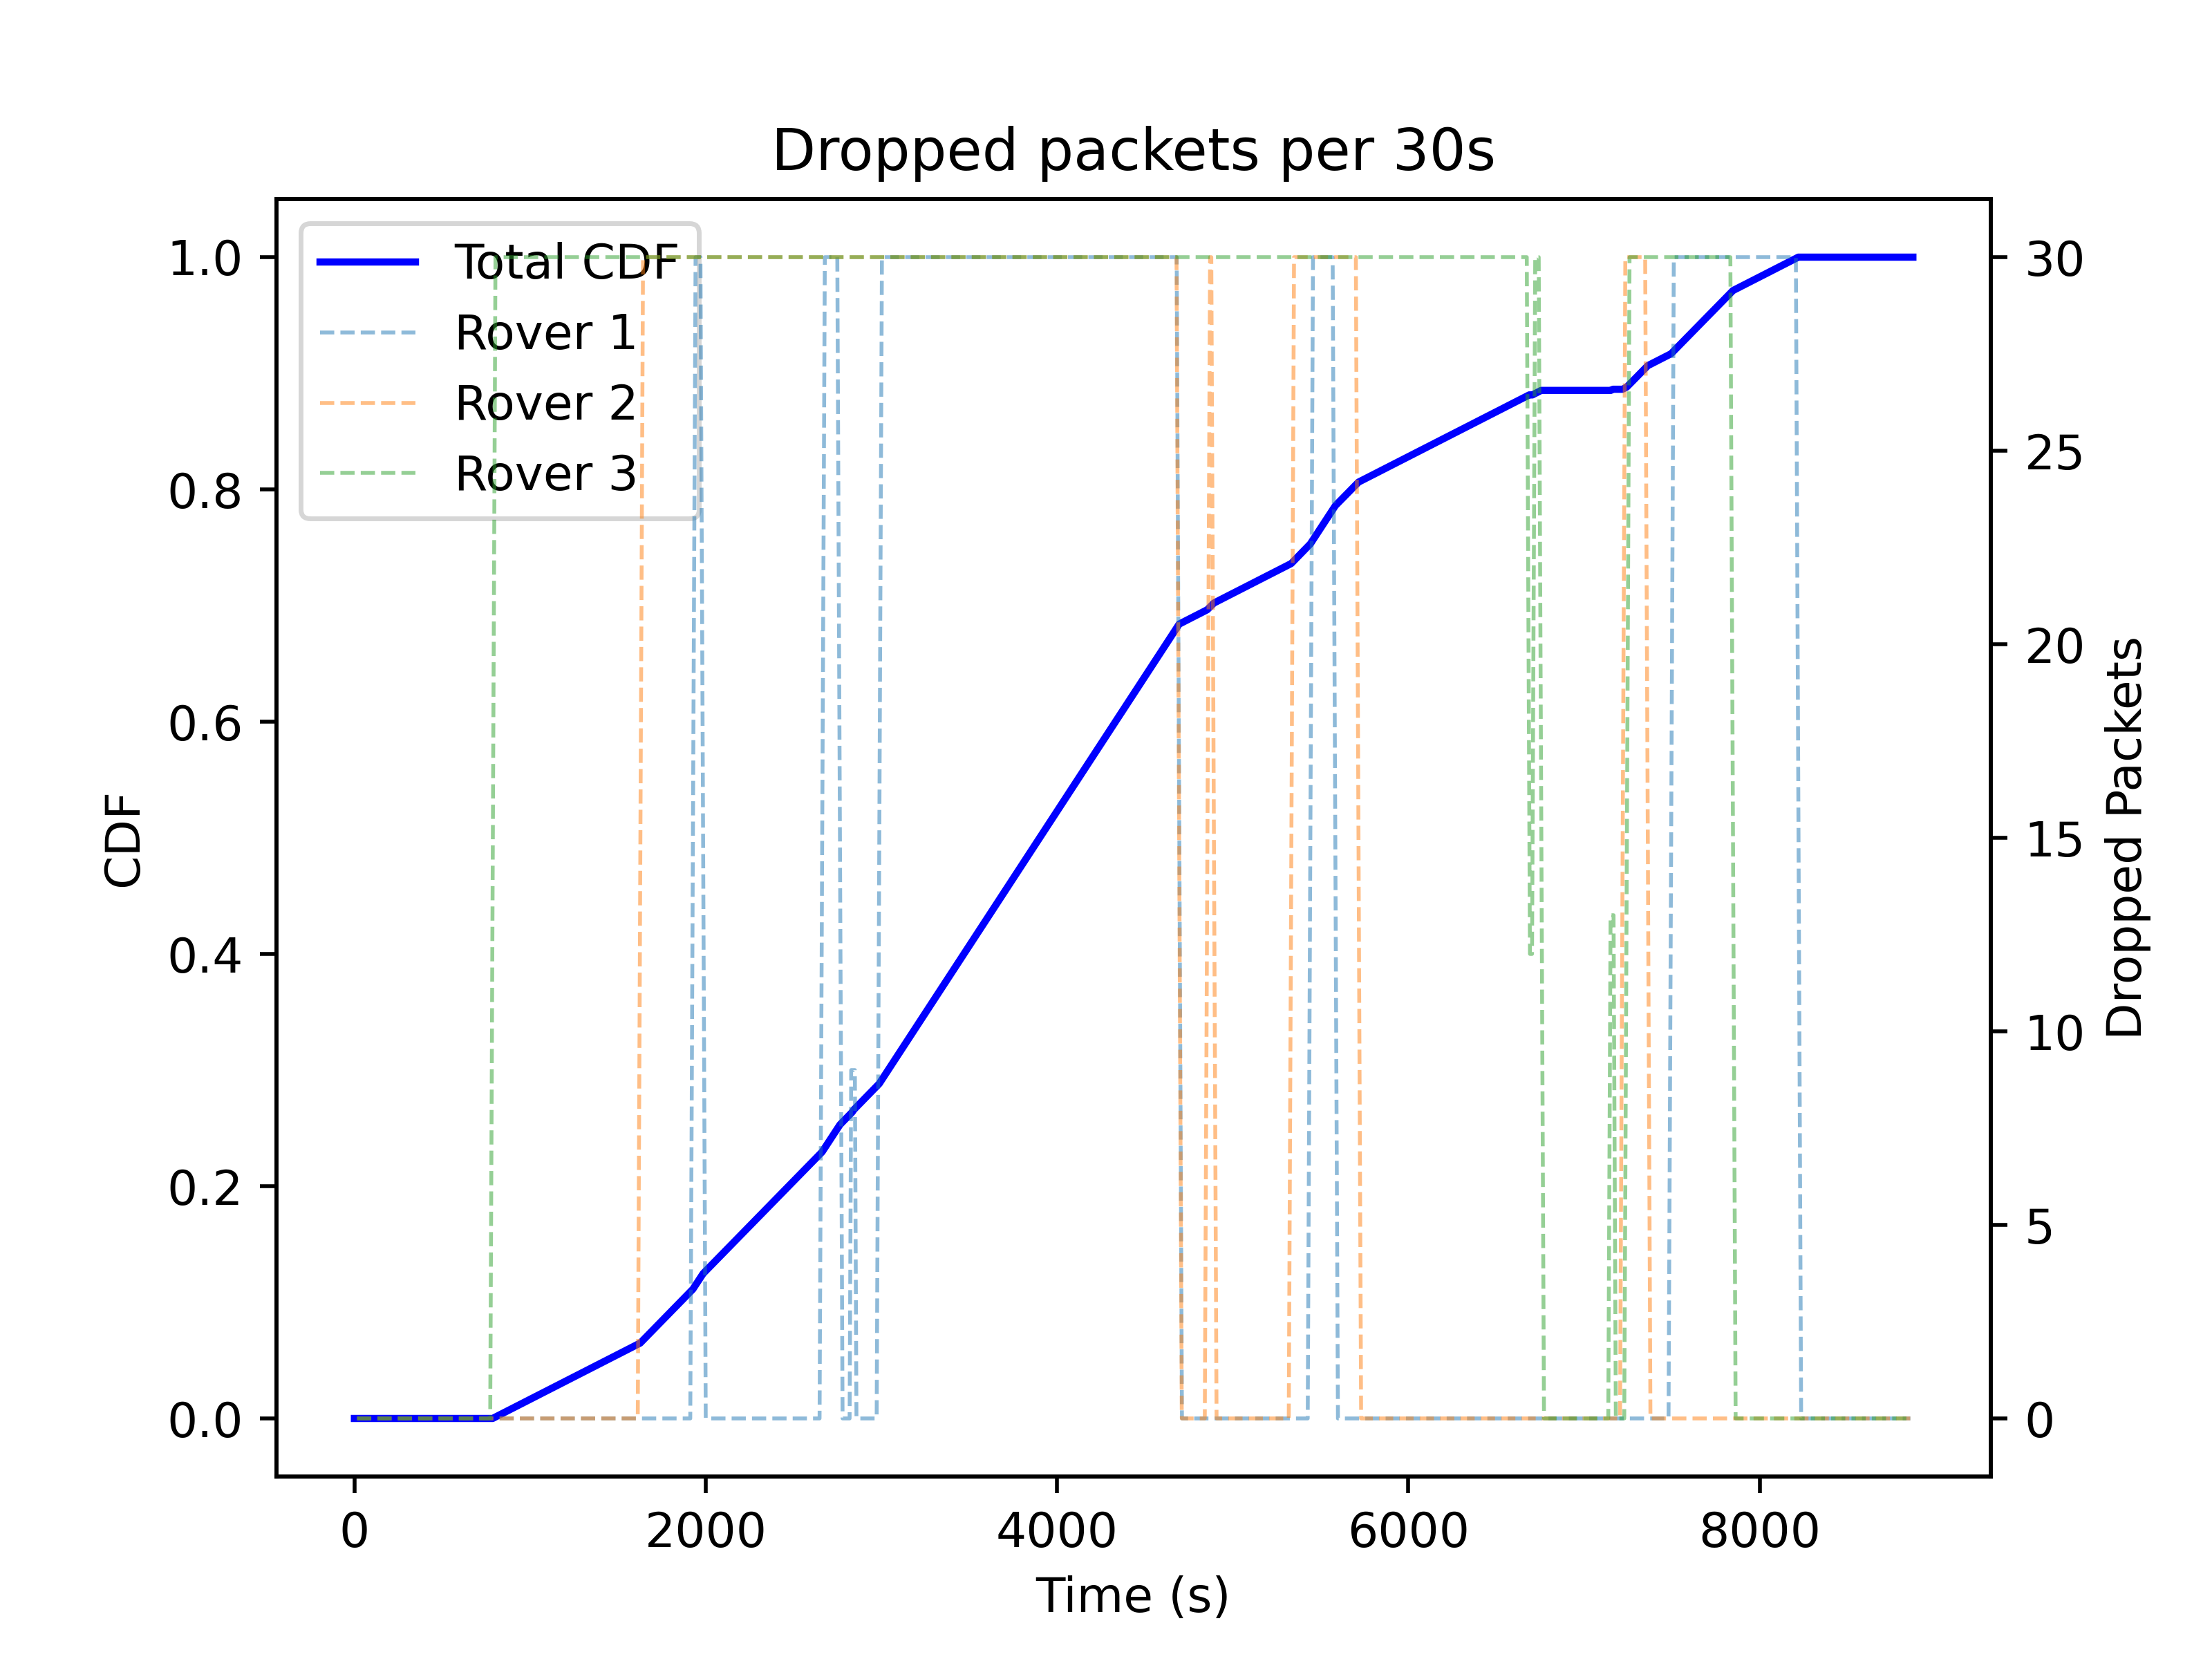 Dropped packets per 30s
Total CDF
Rover 1
Rover 2
Rover 3
CDF
1.0
0.8
0.6
0.4
0.2
0.0
30
25
20
15
10
5
0
Dropped Packets
0 2000 4000 6000 8000
Time (s)